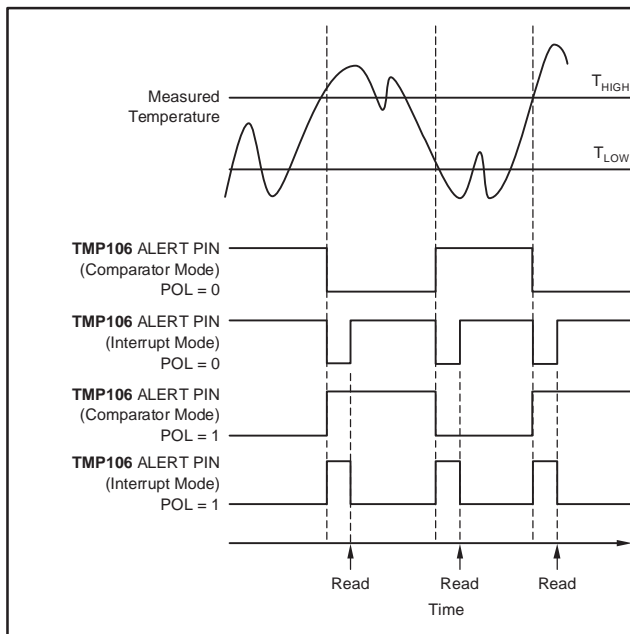 Measured
Temperature
THIGH
TLOW
TMP106 ALERT PIN
(Comparator Mode)
POL = 0
TMP106 ALERT PIN
(Interrupt Mode)
POL = 0
TMP106 ALERT PIN
(Comparator Mode)
POL = 1
TMP106 ALERT PIN
(Interrupt Mode)
POL = 1
Read Read Read
Time